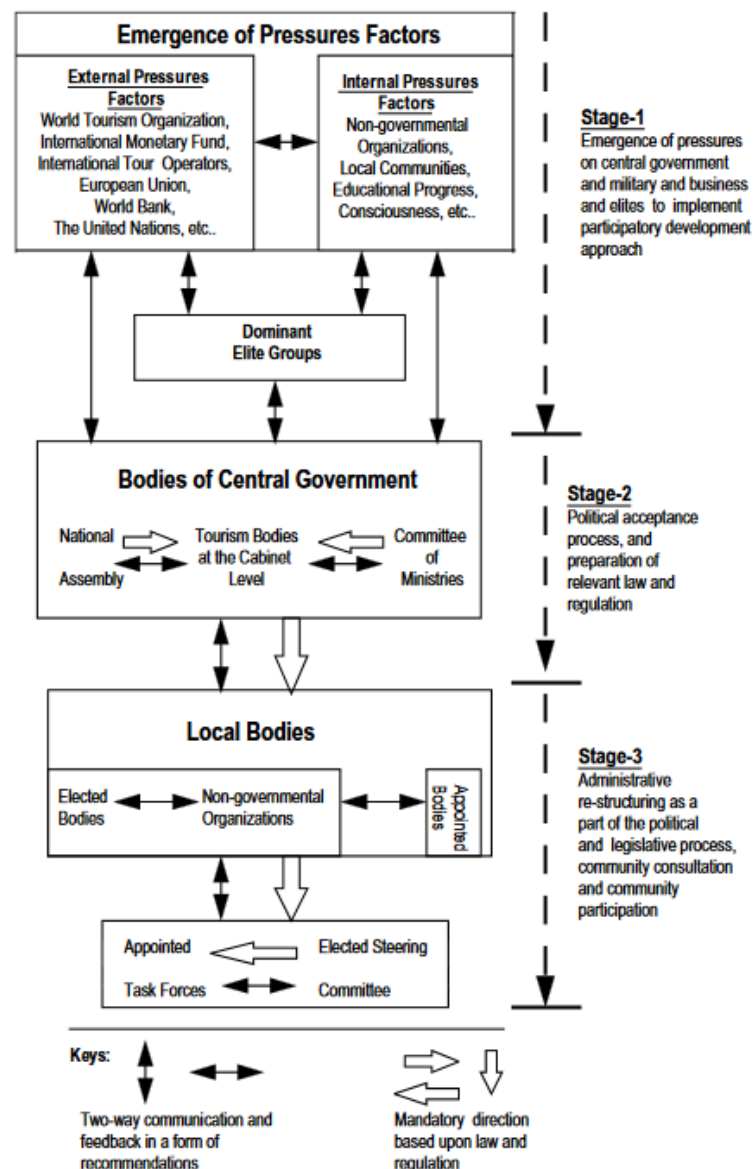 Emergence of Pressures Factors
External Pressures
Factors
World Tourism Organization,
International Monetary Fund,
International Tour Operators,
European Union,
World Bank,
The United Nations, etc..
Internal Pressures
Factors
Non-governmental
Organizations,
Local Communities,
Educational Progress,
Consciousness, etc..
Stage-1
Emergence of pressures
on central government
and military and business
and elites to implement
participatory development
approach
Dominant
Elite Groups
Bodies of Central Government
National
Assembly
Tourism Bodies
at the Cabinet
Level
Committee
of
Ministries
Stage-2
Political acceptance
process, and
preparation of
relevant law and
regulation
Local Bodies
Elected
Bodies
Non-governmental
Organizations
Appointed
Bodies
Stage-3
Administrative
re-structuring as a
part of the political
and legislative process,
community consultation
and community
participation
Appointed
Task Forces
Elected Steering
Committee
Keys:
Two-way communication and
feedback in a form of
recommendations
Mandatory direction
based upon law and
regulation